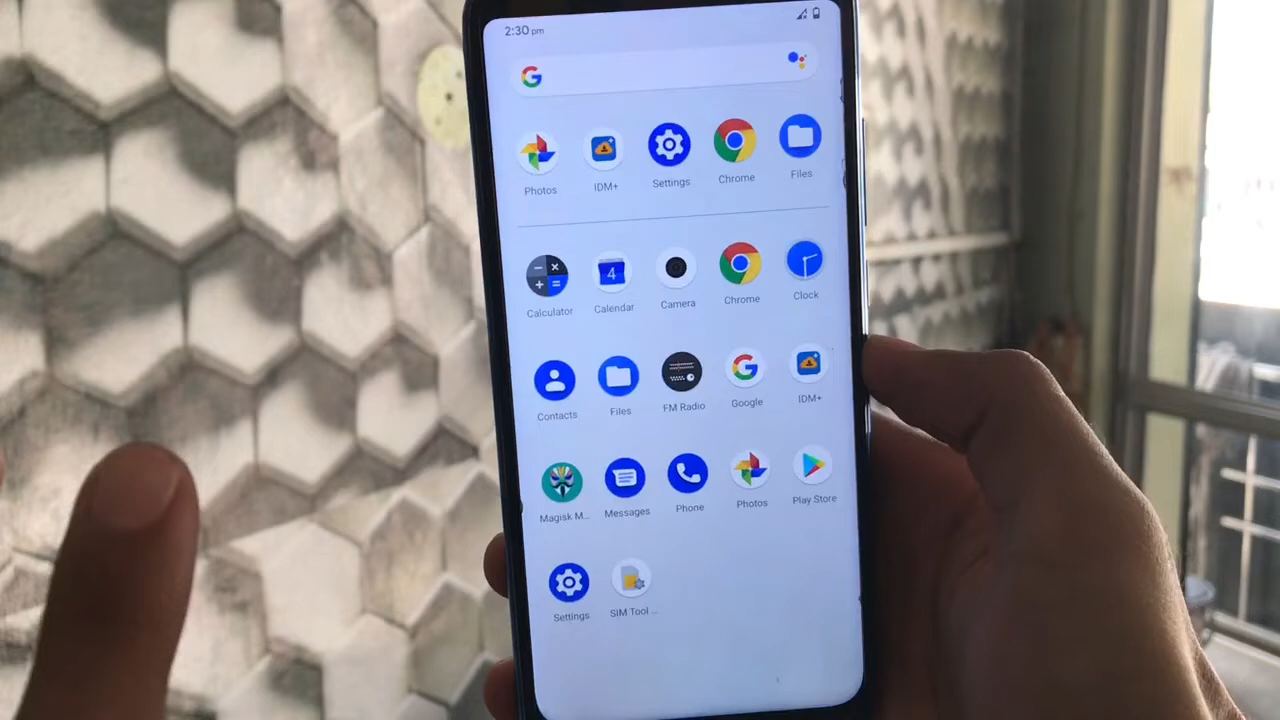 2:30 pm
Photos IDM+ Settings Chrome Files
Calculator Calendar Camera Chrome Clock
4
Contacts Files FM Radio Google IDM+
Magisk M... Messages Phone Photos Play Store
Settings SIM Tool ...